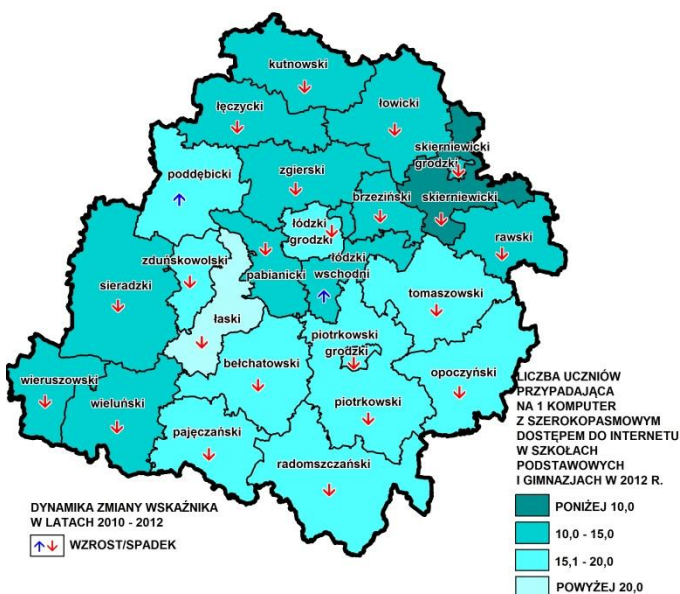 kutnowski
łęczycki
łowicki
skierniewicki
grodzki
poddębicki
zgierski
brzeziński
skierniewicki
łódzki
grodzki
rawski
zduńskowolski
pabianicki
łódzki
wschodni
sieradzki
tomaszowski
łaski
piotrkowski
grodzki
bełchatowski
opoczyński
wieruszowski
wieluński
piotrkowski
pajęczański
radomszczański
LICZBA UCZNIÓW
PRZYPADAJĄCA
NA 1 KOMPUTER
Z SZEROKOPASMOWYM
DOSTĘPEM DO INTERNETU
W SZKOŁACH
PODSTAWOWYCH
I GIMNAZJACH W 2012 R.
PONIŻEJ 10,0
10,0 - 15,0
15,1 - 20,0
POWYŻEJ 20,0
DYNAMIKA ZMIANY WSKAŹNIKA
W LATACH 2010 - 2012
WZROST/SPADEK